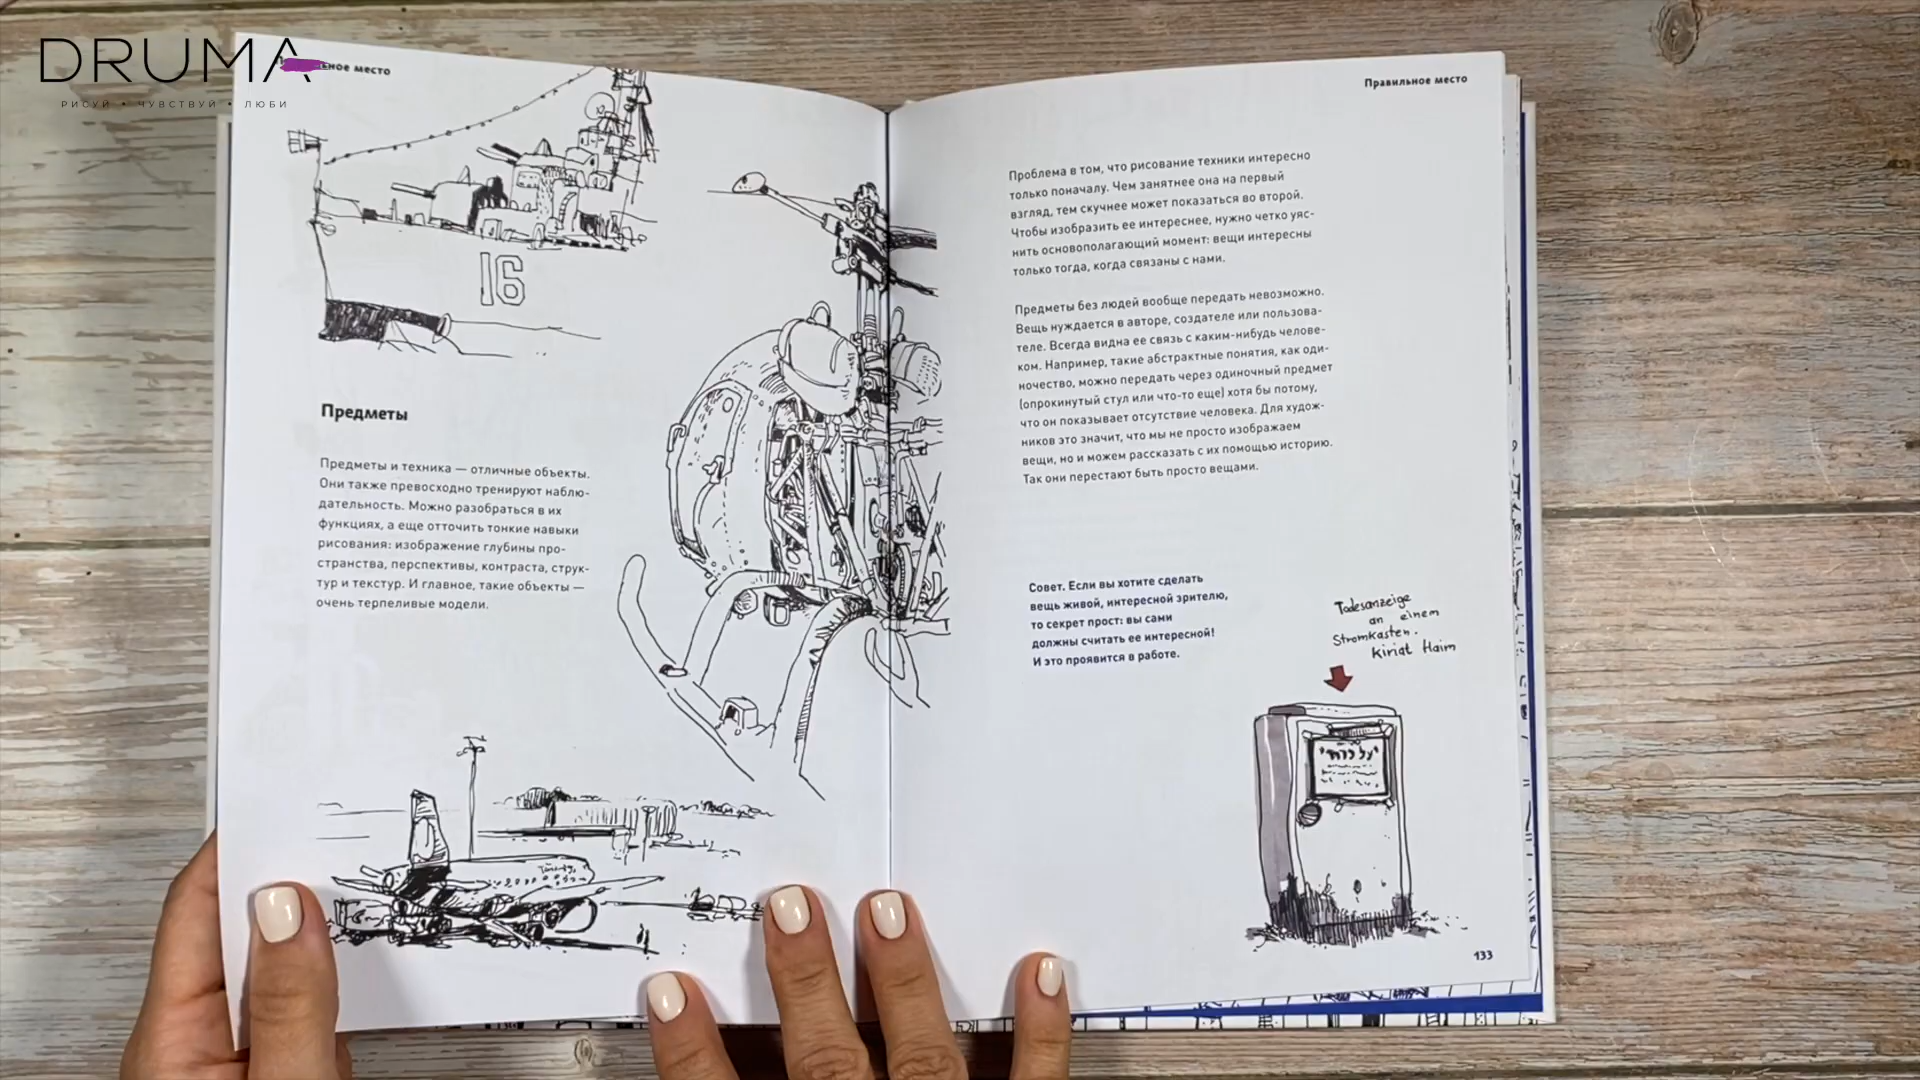 DRUMA
РИСУЙ • ЧУВСТВУЙ • ЛЮБИ
место
16
Предметы
Предметы и техника — отличные объекты.
Они также превосходно тренируют наблю-
дательность. Можно разобраться в их
функциях, а еще отточить тонкие навыки
рисования: изображение глубины про-
странства, перспективы, контраста, струк-
тур и текстур. И главное, такие объекты —
очень терпеливые модели.
Правильное место
Проблема в том, что рисование техники интересно
только поначалу. Чем занятнее она на первый
взгляд, тем скучнее может показаться во второй.
Чтобы изобразить ее интереснее, нужно четко уяс-
нить основополагающий момент: вещи интересны
только тогда, когда связаны с нами.
Предметы без людей вообще передать невозможно.
Вещь нуждается в авторе, создателе или пользова-
теле. Всегда видна ее связь с каким-нибудь челове-
ком. Например, такие абстрактные понятия, как оди-
ночество, можно передать через одиночный предмет
(опрокинутый стул или что-то еще) хотя бы потому,
что он показывает отсутствие человека. Для худож-
ников это значит, что мы не просто изображаем
вещи, но и можем рассказать с их помощью историю.
Так они перестают быть просто вещами.
Совет. Если вы хотите сделать
вещь живой, интересной зрителю,
то секрет прост: вы сами
должны считать ее интересной!
И это проявится в работе.
Todesanzeige
an einem
Stromkasten.
Kiriat Haim
133